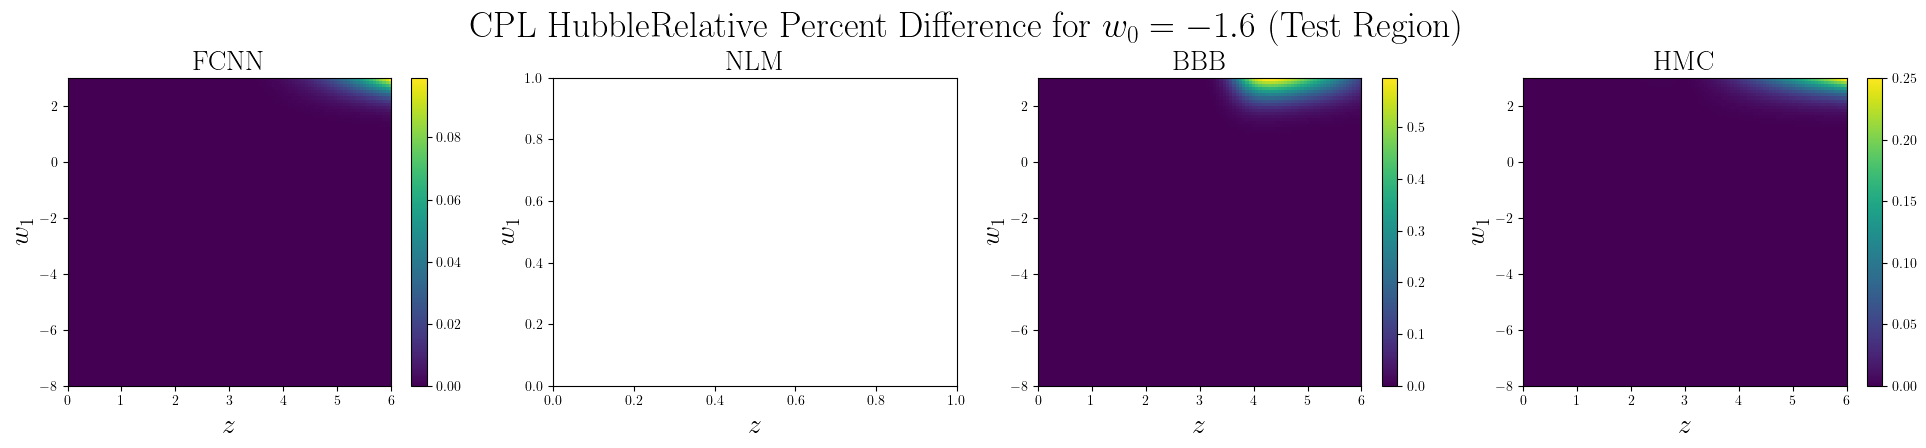 CPL HubbleRelative Percent Difference for w₀ = −1.6 (Test Region)
FCNN
w₁
2
0
−2
−4
−6
−8
0 1 2 3 4 5 6
z
0.08
0.06
0.04
0.02
0.00
NLM
w₁
1.0
0.8
0.6
0.4
0.2
0.0
0.0 0.2 0.4 0.6 0.8 1.0
z
BBB
w₁
2
0
−2
−4
−6
−8
0 1 2 3 4 5 6
z
0.5
0.4
0.3
0.2
0.1
0.0
HMC
w₁
2
0
−2
−4
−6
−8
0 1 2 3 4 5 6
z
0.25
0.20
0.15
0.10
0.05
0.00